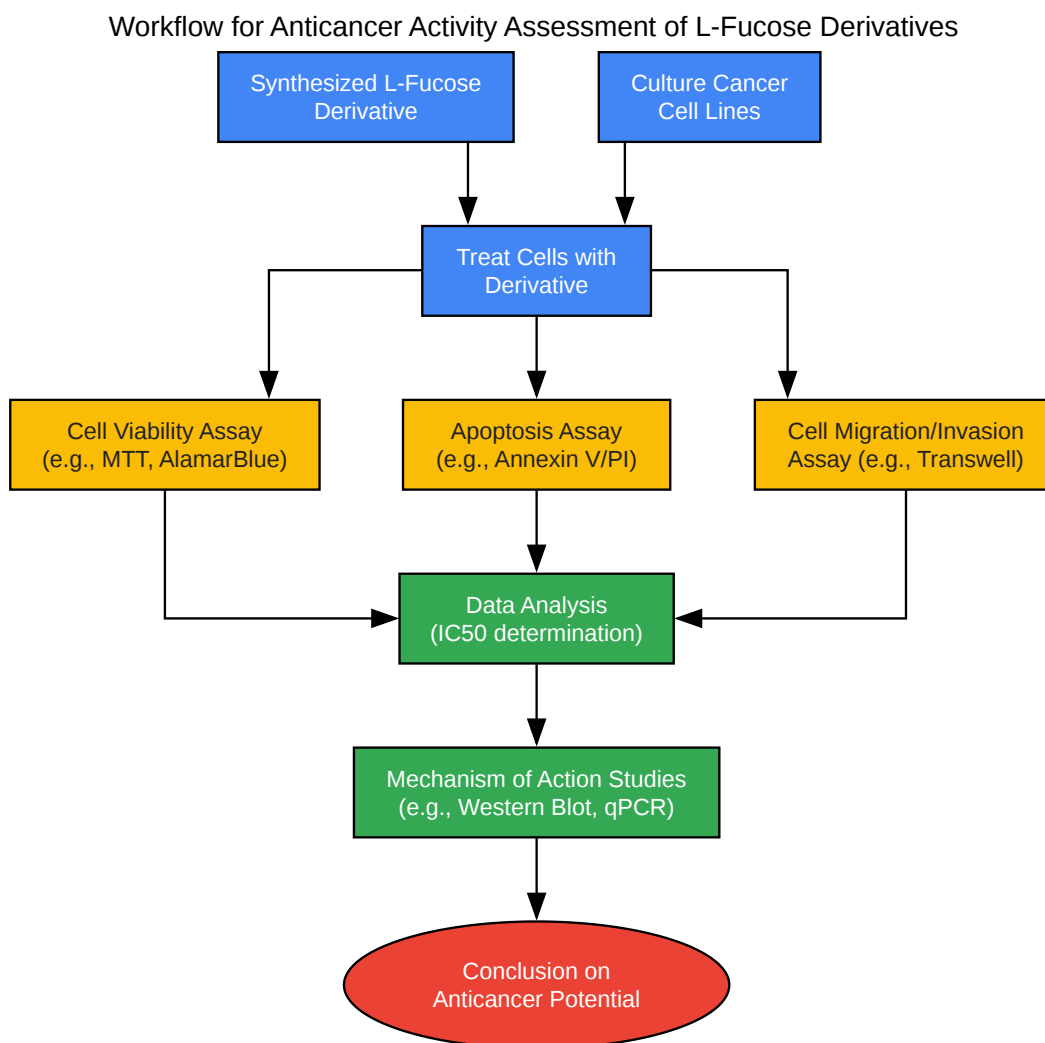 Workflow for Anticancer Activity Assessment of L-Fucose Derivatives
Synthesized L-Fucose
Derivative
Culture Cancer
Cell Lines
Treat Cells with
Derivative
Cell Viability Assay
(e.g., MTT, AlamarBlue)
Apoptosis Assay
(e.g., Annexin V/PI)
Cell Migration/Invasion
Assay (e.g., Transwell)
Data Analysis
(IC50 determination)
Mechanism of Action Studies
(e.g., Western Blot, qPCR)
Conclusion on
Anticancer Potential